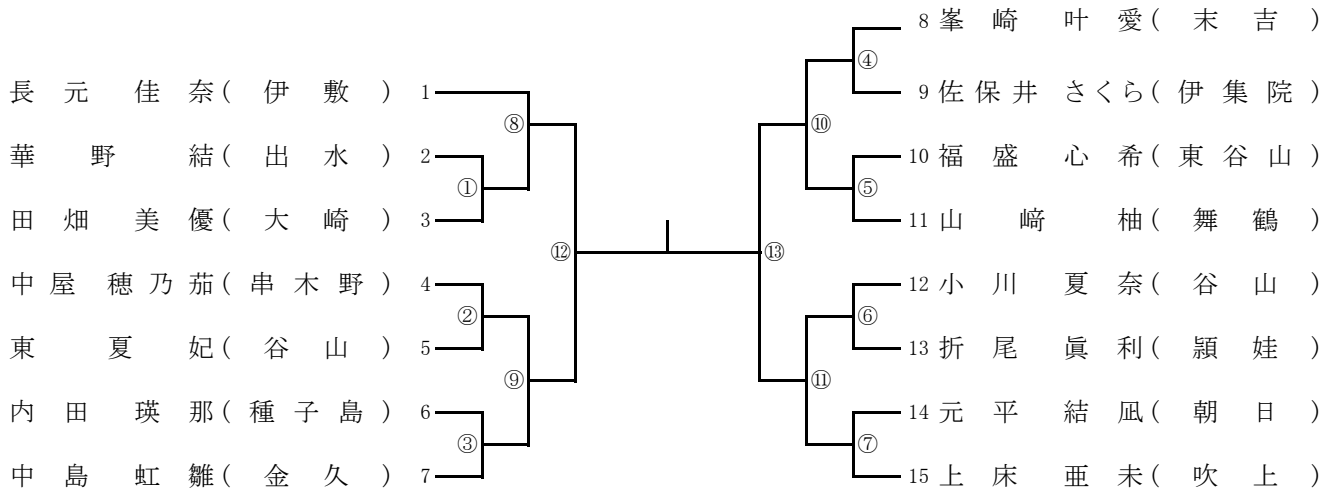 長元 佳奈(伊敷) 1
華野 結(出水) 2
田畑 美優(大崎) 3
中屋 穂乃茄(串木野) 4
東 夏妃(谷山) 5
内田 瑛那(種子島) 6
中島 虹雛(金久) 7
⑧
①
⑫
②
⑨
③
8 峯崎 叶愛(末吉)
9 佐保井 さくら(伊集院)
10 福盛 心希(東谷山)
11 山﨑 柚(舞鶴)
12 小川 夏奈(谷山)
13 折尾 眞利(頴娃)
14 元平 結凪(朝日)
15 上床 亜未(吹上)
④
⑩
⑤
⑬
⑥
⑪
⑦